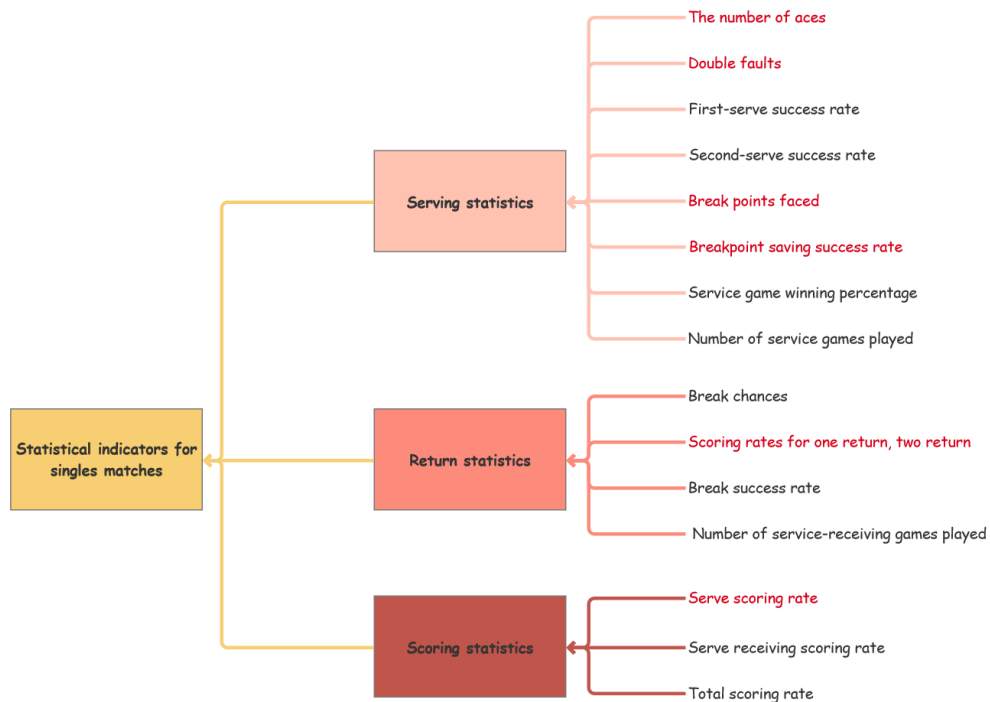 The number of aces
Double faults
First-serve success rate
Second-serve success rate
Serving statistics
Break points faced
Breakpoint saving success rate
Service game winning percentage
Number of service games played
Statistical indicators for
singles matches
Break chances
Scoring rates for one return, two return
Return statistics
Break success rate
Number of service-receiving games played
Serve scoring rate
Scoring statistics
Serve receiving scoring rate
Total scoring rate